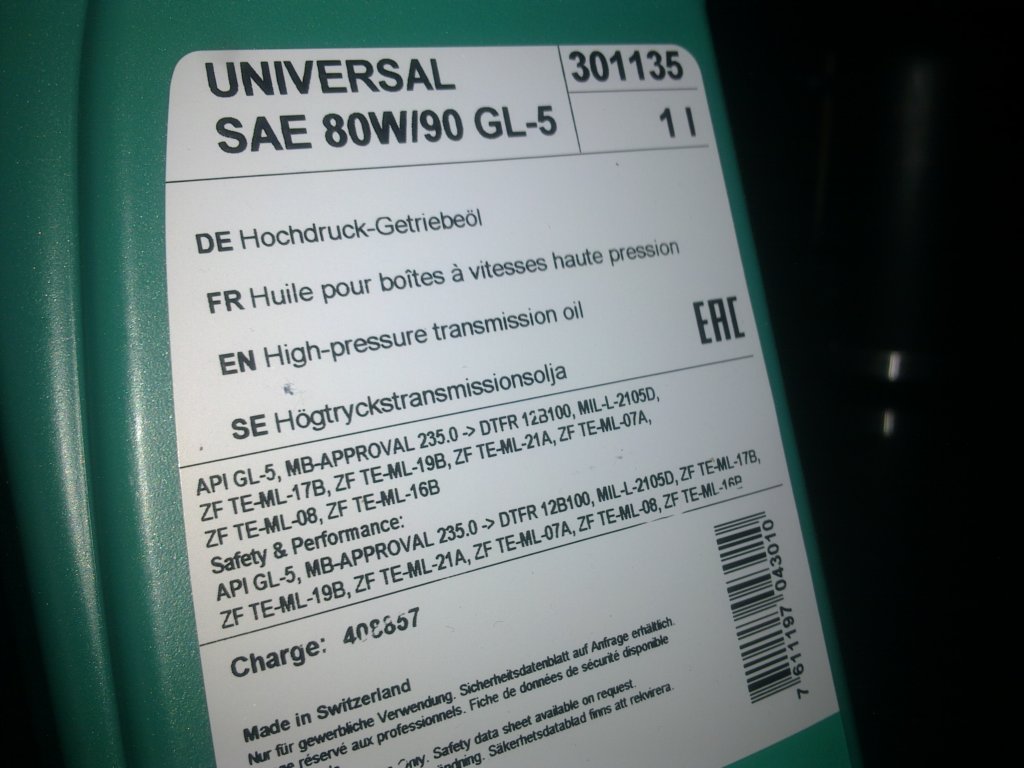 UNIVERSAL
SAE 80W/90 GL-5
301135
1 l
DE Hochdruck-Getriebeöl
FR Huile pour boîtes à vitesses haute pression
EN High-pressure transmission oil
SE Högtryckstransmissionsolja
EAC
API GL-5, MB-APPROVAL 235.0 -> DTFR 12B100, MIL-L-2105D,
ZF TE-ML-17B, ZF TE-ML-19B, ZF TE-ML-21A, ZF TE-ML-07A,
ZF TE-ML-08, ZF TE-ML-16B
Safety & Performance:
API GL-5, MB-APPROVAL 235.0 -> DTFR 12B100, MIL-L-2105D, ZF TE-ML-17B,
ZF TE-ML-19B, ZF TE-ML-21A, ZF TE-ML-07A, ZF TE-ML-08, ZF TE-ML-16B
Charge:
Made in Switzerland
Nur für gewerbliche Verwendung. Sicherheitsdatenblatt auf Anfrage erhältlich.
réservé aux professionnels. Fiche de données de sécurité disponible
Safety data sheet available on request.
Säkerhetsdatablad finns att rekvirera.
7 611197 043010